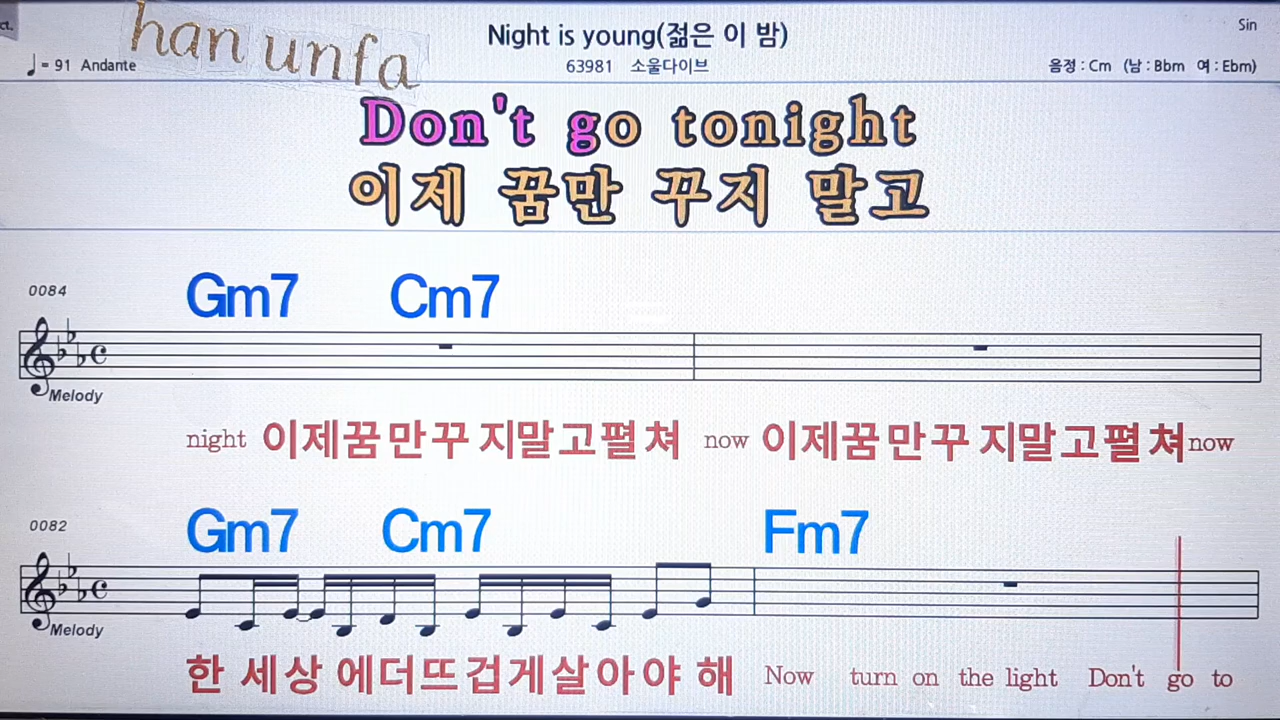 ct.
han unfa
Night is young(젊은 이 밤)
Sin
♩= 91 Andante
63981 소울다이브
음정 : Cm (남 : Bbm 여 : Ebm)
Don't go tonight
이제 꿈만 꾸지 말고
Gm7 Cm7
0084
Melody
night 이제꿈만꾸 지말고펼쳐 now 이제꿈만꾸 지말고펼쳐now
Gm7 Cm7 Fm7
0082
Melody
한 세상 에더뜨겁게살아야 해 Now turn on the light Don't go to